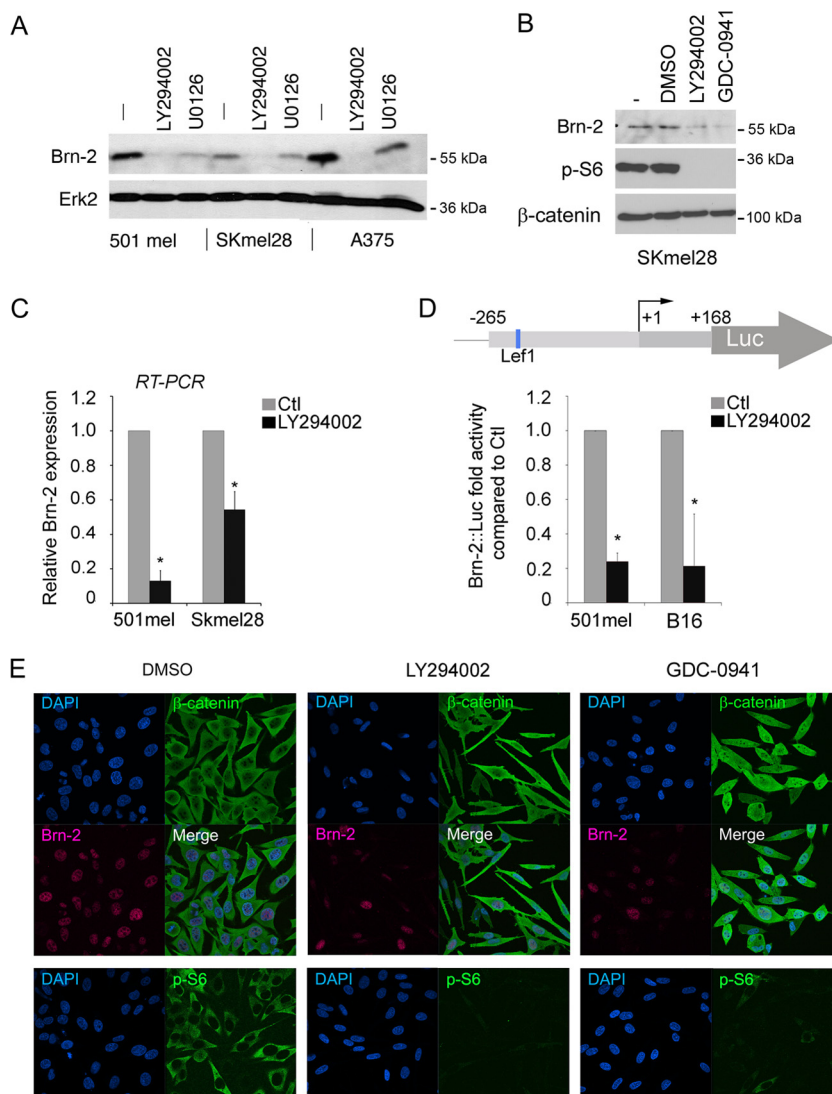 A
— LY294002 U0126 — LY294002 U0126 — LY294002 U0126
Brn-2
- 55 kDa
Erk2
- 36 kDa
501 mel | SKmel28 | A375
B
- DMSO LY294002 GDC-0941
Brn-2
- 55 kDa
p-S6
- 36 kDa
β-catenin
- 100 kDa
SKmel28
C
RT-PCR
Relative Brn-2 expression
1.2
1.0
0.8
0.6
0.4
0.2
0
Ctl
LY294002
*
*
501mel Skmel28
D
-265 +1 +168
Luc
Lef1
Brn-2::Luc fold activity
compared to Ctl
1.2
1.0
0.8
0.6
0.4
0.2
0
Ctl
LY294002
*
*
501mel B16
E
DMSO LY294002 GDC-0941
DAPI β-catenin DAPI β-catenin DAPI β-catenin
Brn-2 Merge Brn-2 Merge Brn-2 Merge
DAPI p-S6 DAPI p-S6 DAPI p-S6